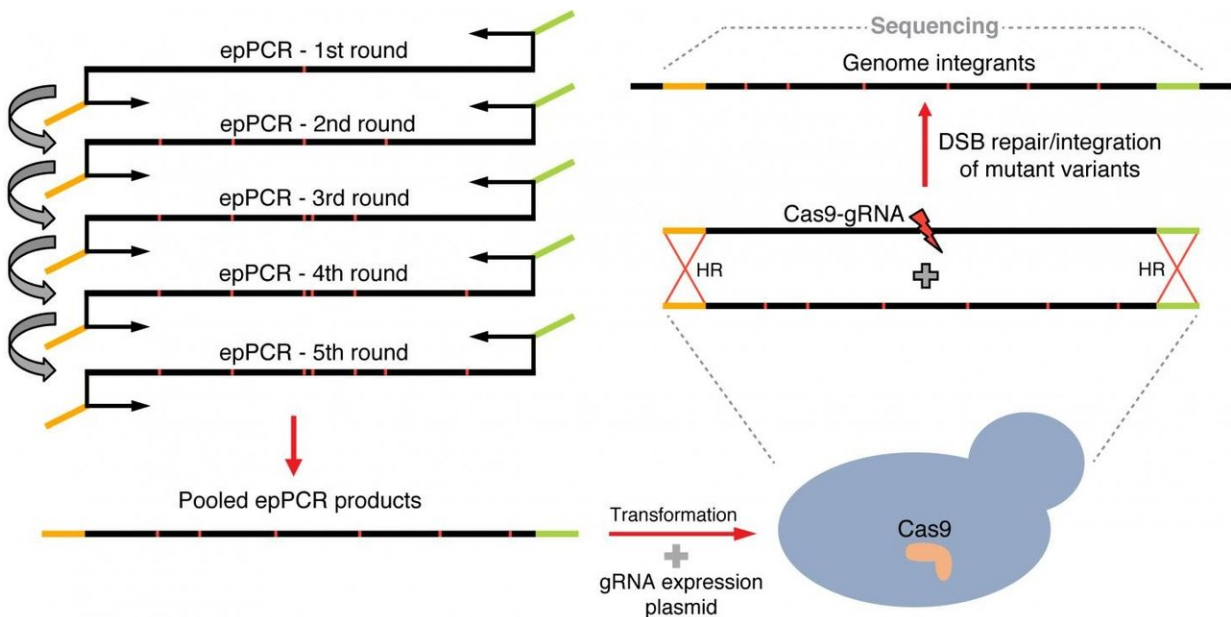 epPCR - 1st round
epPCR - 2nd round
epPCR - 3rd round
epPCR - 4th round
epPCR - 5th round
Pooled epPCR products
Transformation
gRNA expression
plasmid
Sequencing
Genome integrants
DSB repair/integration
of mutant variants
Cas9-gRNA
HR
HR
Cas9